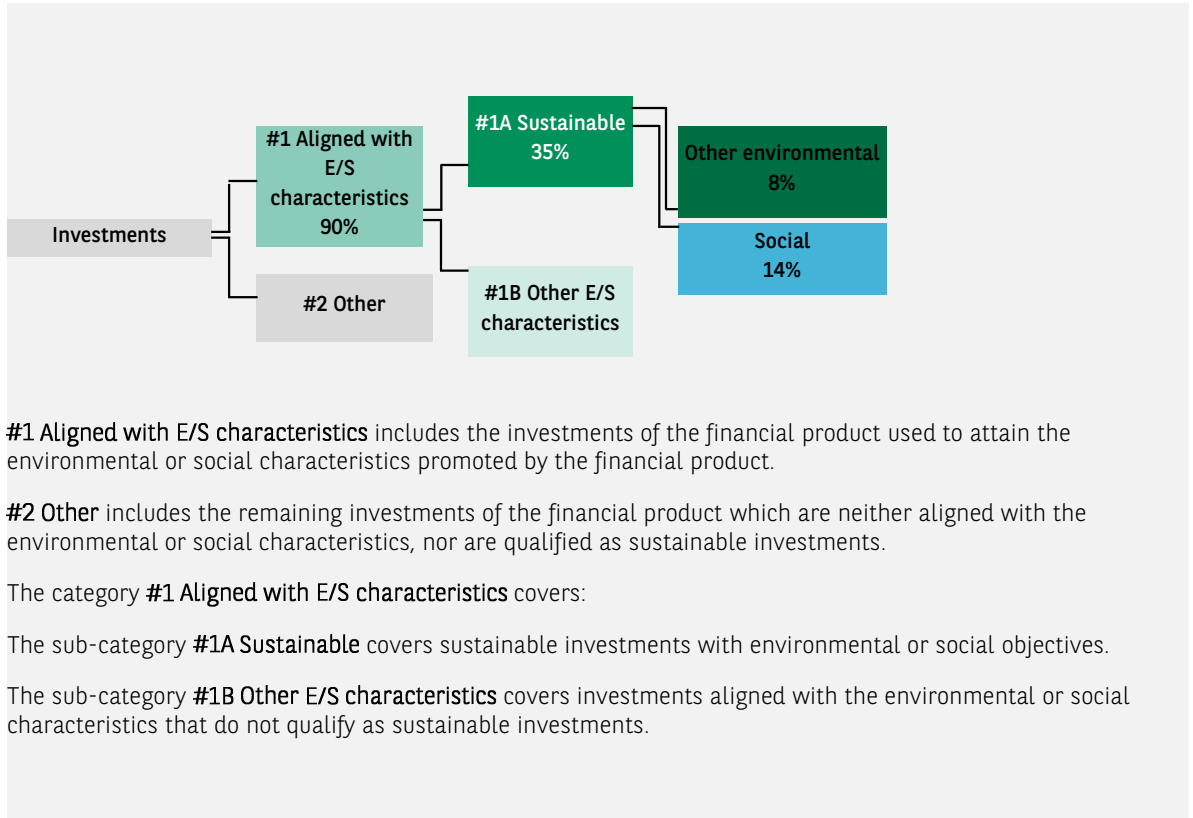 #1A Sustainable
35%
#1 Aligned with
E/S
characteristics
90%
Other environmental
8%
Investments
Social
14%
#2 Other
#1B Other E/S
characteristics
#1 Aligned with E/S characteristics includes the investments of the financial product used to attain the
environmental or social characteristics promoted by the financial product.
#2 Other includes the remaining investments of the financial product which are neither aligned with the
environmental or social characteristics, nor are qualified as sustainable investments.
The category #1 Aligned with E/S characteristics covers:
The sub-category #1A Sustainable covers sustainable investments with environmental or social objectives.
The sub-category #1B Other E/S characteristics covers investments aligned with the environmental or social
characteristics that do not qualify as sustainable investments.